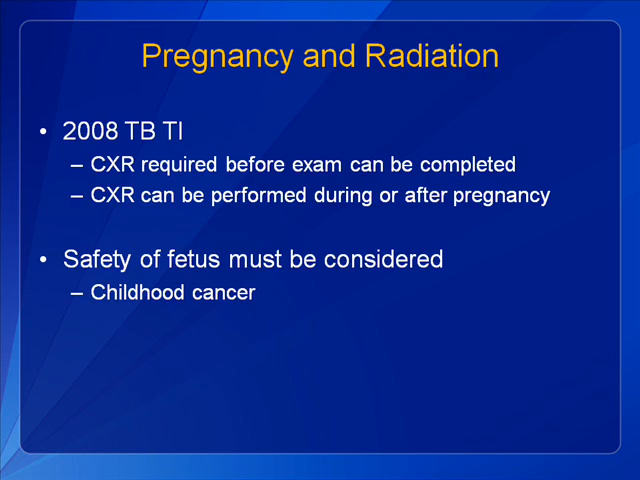 Pregnancy and Radiation
• 2008 TB TI
– CXR required before exam can be completed
– CXR can be performed during or after pregnancy
• Safety of fetus must be considered
– Childhood cancer